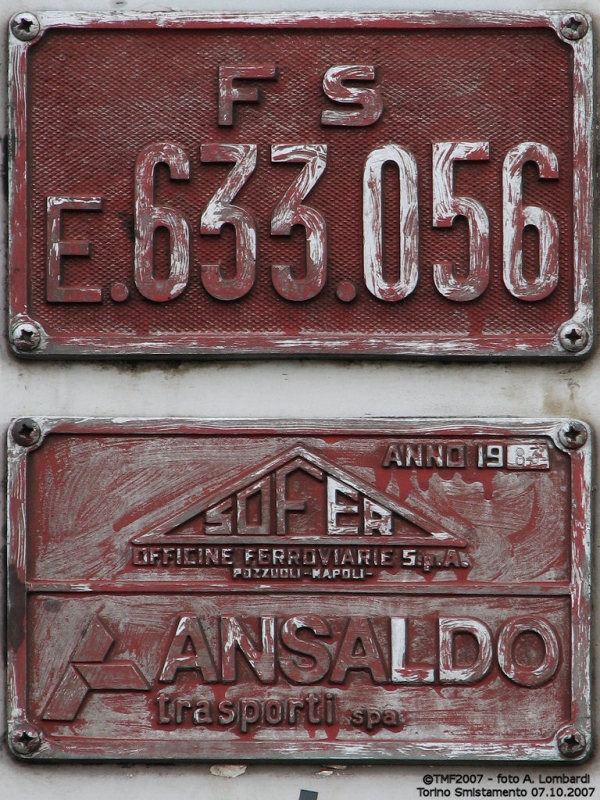 FS
E.633.056
ANNO 19
SOFER
OFFICINE FERROVIARIE S.p.A.
POZZUOLI-NAPOLI-
ANSALDO
trasporti spa
©TMF2007 - foto A. Lombardi
Torino Smistamento 07.10.2007